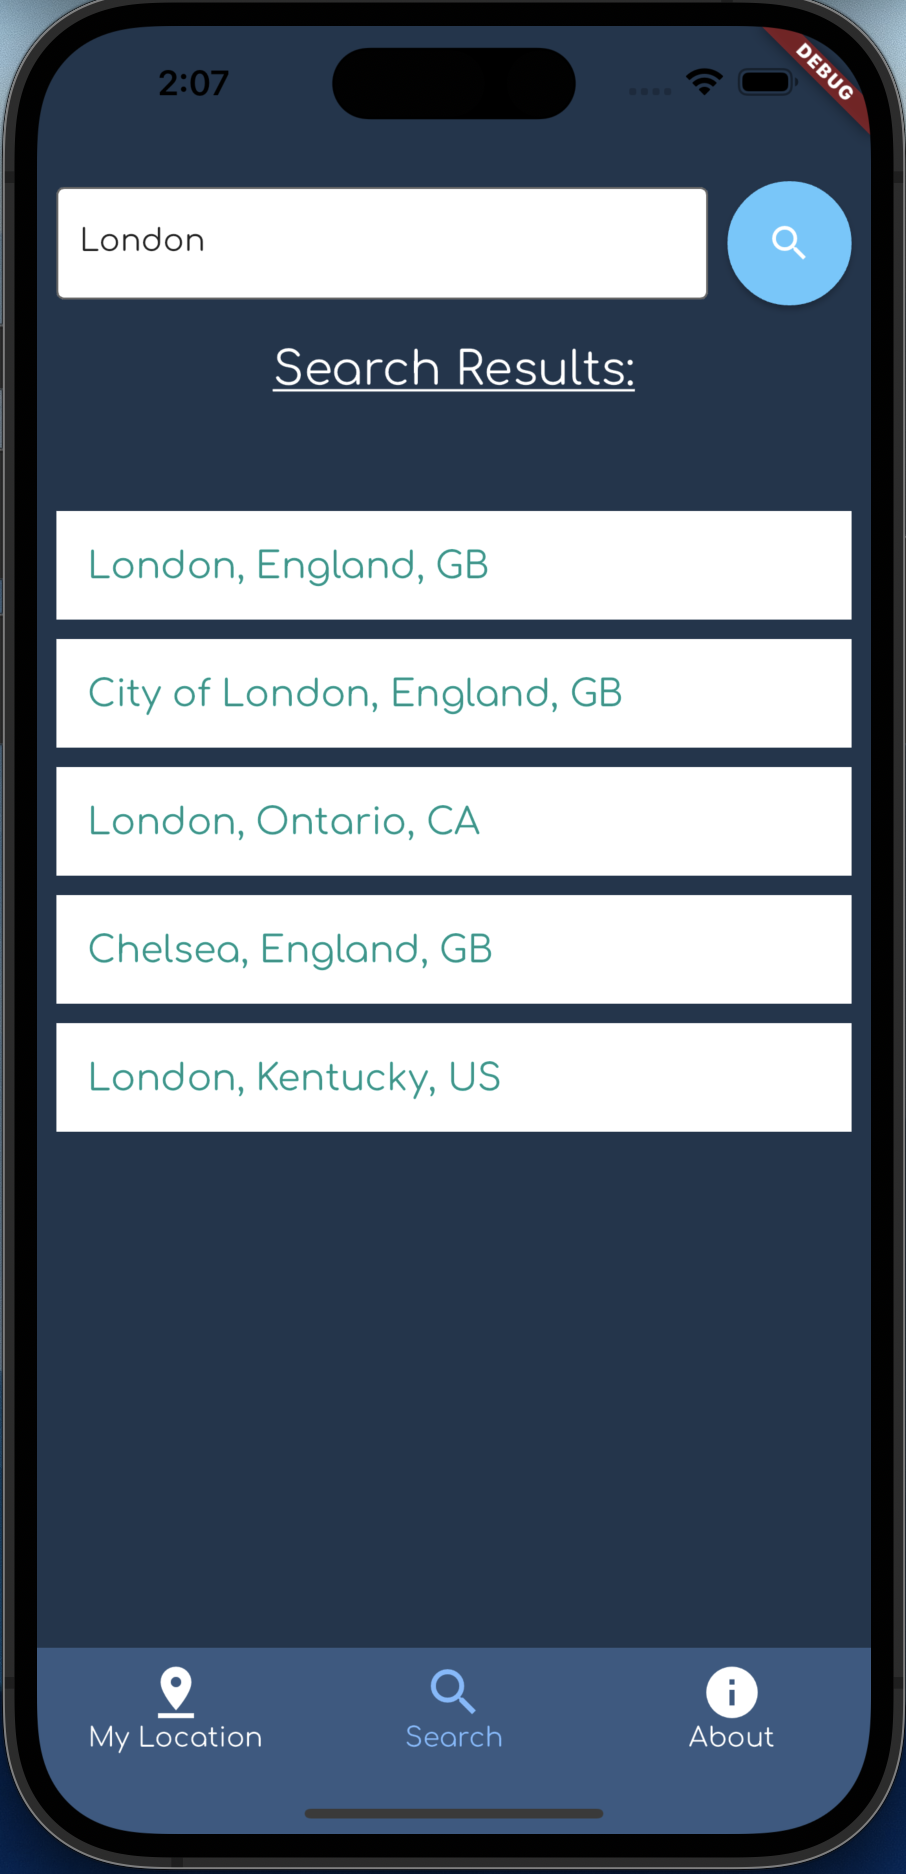 2:07
DEBUG
London
Search Results:
London, England, GB
City of London, England, GB
London, Ontario, CA
Chelsea, England, GB
London, Kentucky, US
My Location
Search
About